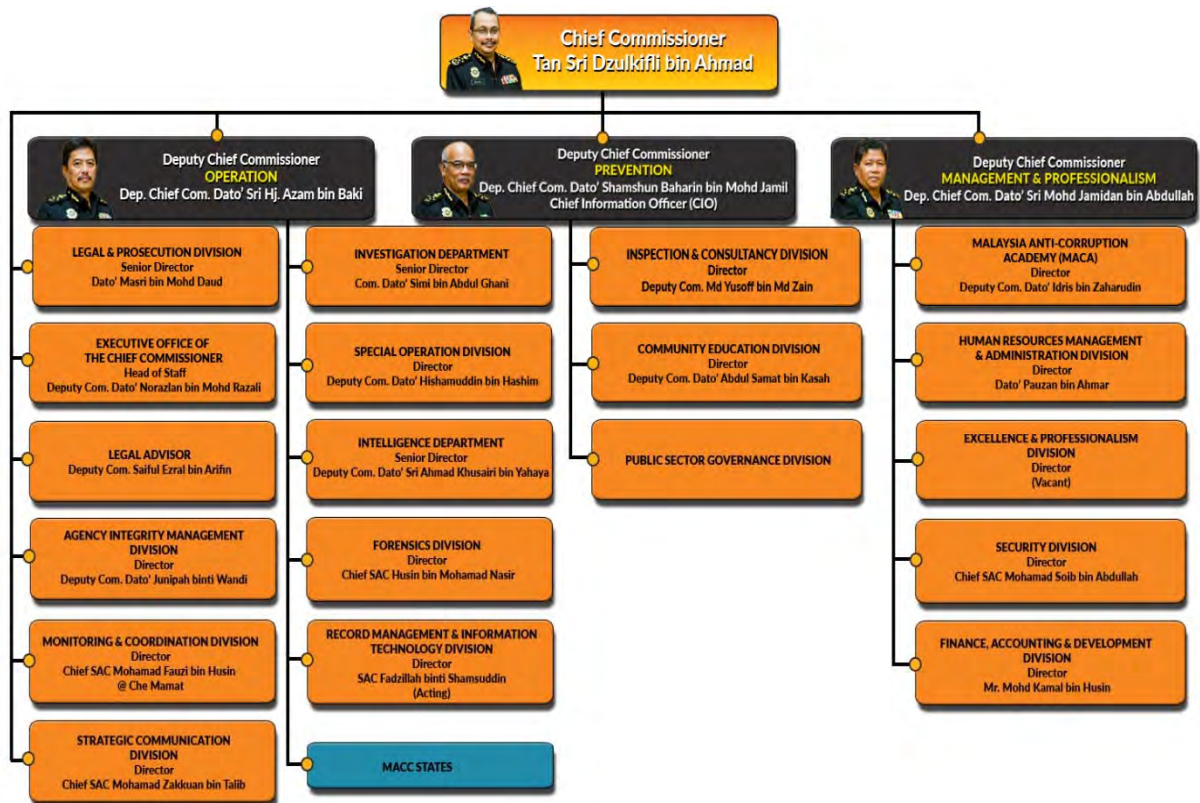 Chief Commissioner
Tan Sri Dzulkifli bin Ahmad
Deputy Chief Commissioner
OPERATION
Dep. Chief Com. Dato' Sri Hj. Azam bin Baki
Deputy Chief Commissioner
PREVENTION
Dep. Chief Com. Dato' Shamshun Baharin bin Mohd Jamil
Chief Information Officer (CIO)
Deputy Chief Commissioner
MANAGEMENT & PROFESSIONALISM
Dep. Chief Com. Dato' Sri Mohd Jamidan bin Abdullah
LEGAL & PROSECUTION DIVISION
Senior Director
Dato' Masri bin Mohd Daud
EXECUTIVE OFFICE OF
THE CHIEF COMMISSIONER
Head of Staff
Deputy Com. Dato' Norazlan bin Mohd Razali
LEGAL ADVISOR
Deputy Com. Saiful Ezral bin Arifin
AGENCY INTEGRITY MANAGEMENT
DIVISION
Director
Deputy Com. Dato' Junipah binti Wandi
MONITORING & COORDINATION DIVISION
Director
Chief SAC Mohamad Fauzi bin Husin
@ Che Mamat
STRATEGIC COMMUNICATION
DIVISION
Director
Chief SAC Mohamad Zakkuan bin Talib
INVESTIGATION DEPARTMENT
Senior Director
Com. Dato' Simi bin Abdul Ghani
SPECIAL OPERATION DIVISION
Director
Deputy Com. Dato' Hishamuddin bin Hashim
INTELLIGENCE DEPARTMENT
Senior Director
Deputy Com. Dato' Sri Ahmad Khusairi bin Yahaya
FORENSICS DIVISION
Director
Chief SAC Husin bin Mohamad Nasir
RECORD MANAGEMENT & INFORMATION
TECHNOLOGY DIVISION
Director
SAC Fadzillah binti Shamsuddin
(Acting)
MACC STATES
INSPECTION & CONSULTANCY DIVISION
Director
Deputy Com. Md Yusoff bin Md Zain
COMMUNITY EDUCATION DIVISION
Director
Deputy Com. Dato' Abdul Samat bin Kasah
PUBLIC SECTOR GOVERNANCE DIVISION
MALAYSIA ANTI-CORRUPTION
ACADEMY (MACA)
Director
Deputy Com. Dato' Idris bin Zaharudin
HUMAN RESOURCES MANAGEMENT
& ADMINISTRATION DIVISION
Director
Dato' Pauzan bin Ahmar
EXCELLENCE & PROFESSIONALISM
DIVISION
Director
(Vacant)
SECURITY DIVISION
Director
Chief SAC Mohamad Soib bin Abdullah
FINANCE, ACCOUNTING & DEVELOPMENT
DIVISION
Director
Mr. Mohd Kamal bin Husin